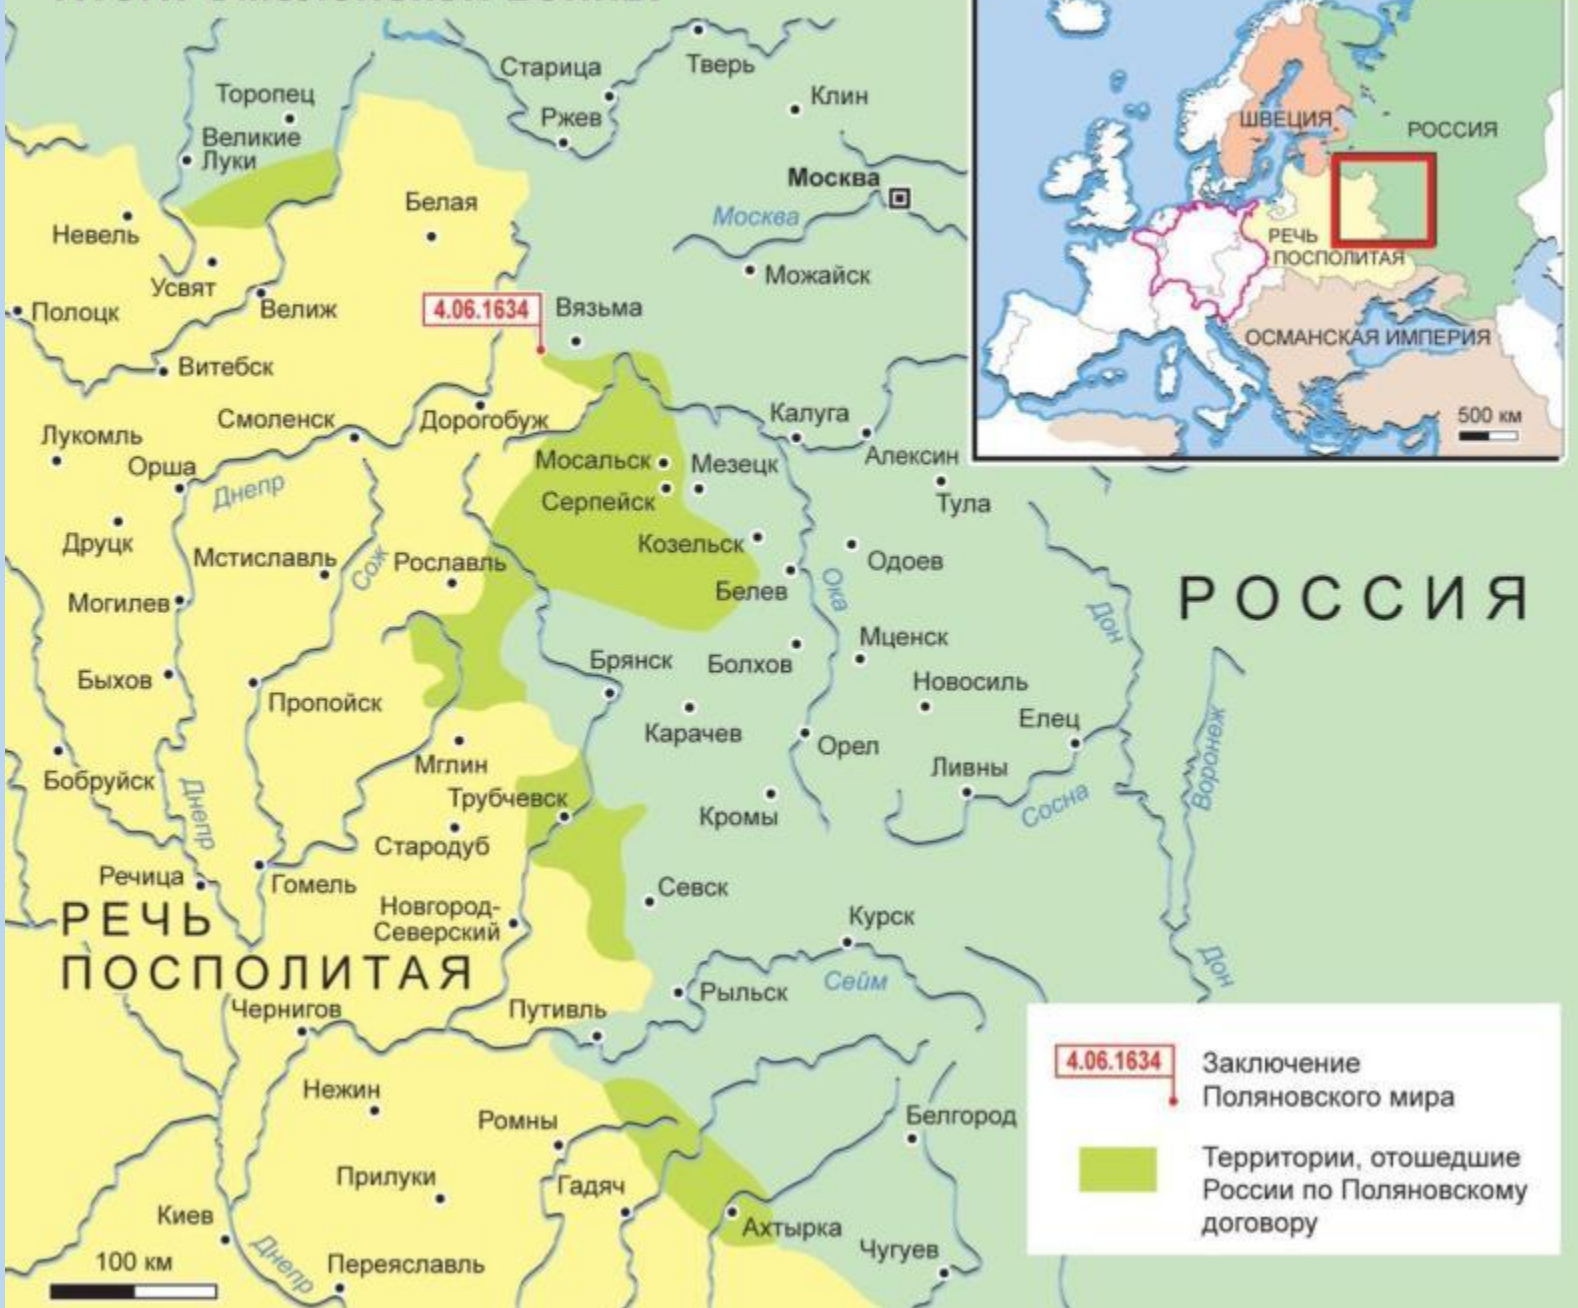 Старица
Тверь
Клин
Ржев
Торопец
Великие
Луки
Москва
Москва
Можайск
Белая
Невель
Усвят
Велиж
Полоцк
4.06.1634
Вязьма
Витебск
Смоленск
Дорогобуж
Калуга
Алексин
Тула
Лукомль
Орша
Днепр
Мосальск
Мезецк
Серпейск
Козельск
Одоев
Белев
Ока
Друцк
Мстиславль
Сож
Рославль
Могилев
Быхов
Пропойск
Брянск
Болхов
Мценск
Новосиль
Карачев
Орел
Елец
Ливны
Сосна
Дон
Воронеж
РОССИЯ
Бобруйск
Днепр
Мглин
Трубчевск
Стародуб
Кромы
Речица
Гомель
Новгород-
Северский
Севск
Курск
Сейм
Рыльск
Дон
РЕЧЬ
ПОСПОЛИТАЯ
Чернигов
Путивль
Нежин
Ромны
Прилуки
Гадяч
Белгород
Ахтырка
Чугуев
Киев
Днепр
Переяславль
100 км
ШВЕЦИЯ
РОССИЯ
РЕЧЬ
ПОСПОЛИТАЯ
ОСМАНСКАЯ ИМПЕРИЯ
500 км
4.06.1634
Заключение
Поляновского мира
Территории, отошедшие
России по Поляновскому
договору